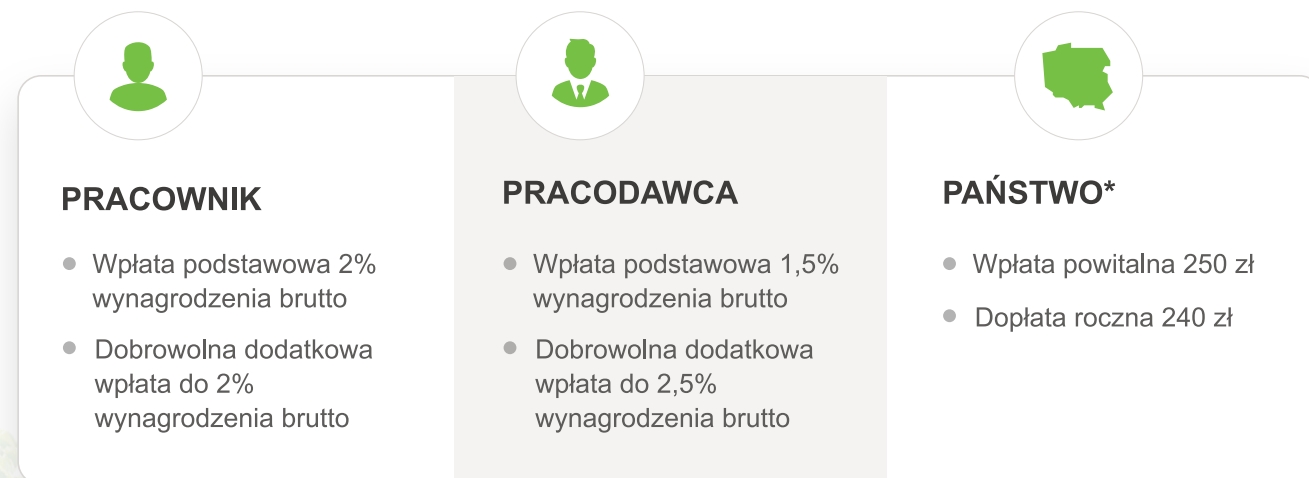 PRACOWNIK
Wpłata podstawowa 2%
wynagrodzenia brutto
Dobrowolna dodatkowa
wpłata do 2%
wynagrodzenia brutto
PRACODAWCA
Wpłata podstawowa 1,5%
wynagrodzenia brutto
Dobrowolna dodatkowa
wpłata do 2,5%
wynagrodzenia brutto
PAŃSTWO*
Wpłata powitalna 250 zł
Dopłata roczna 240 zł